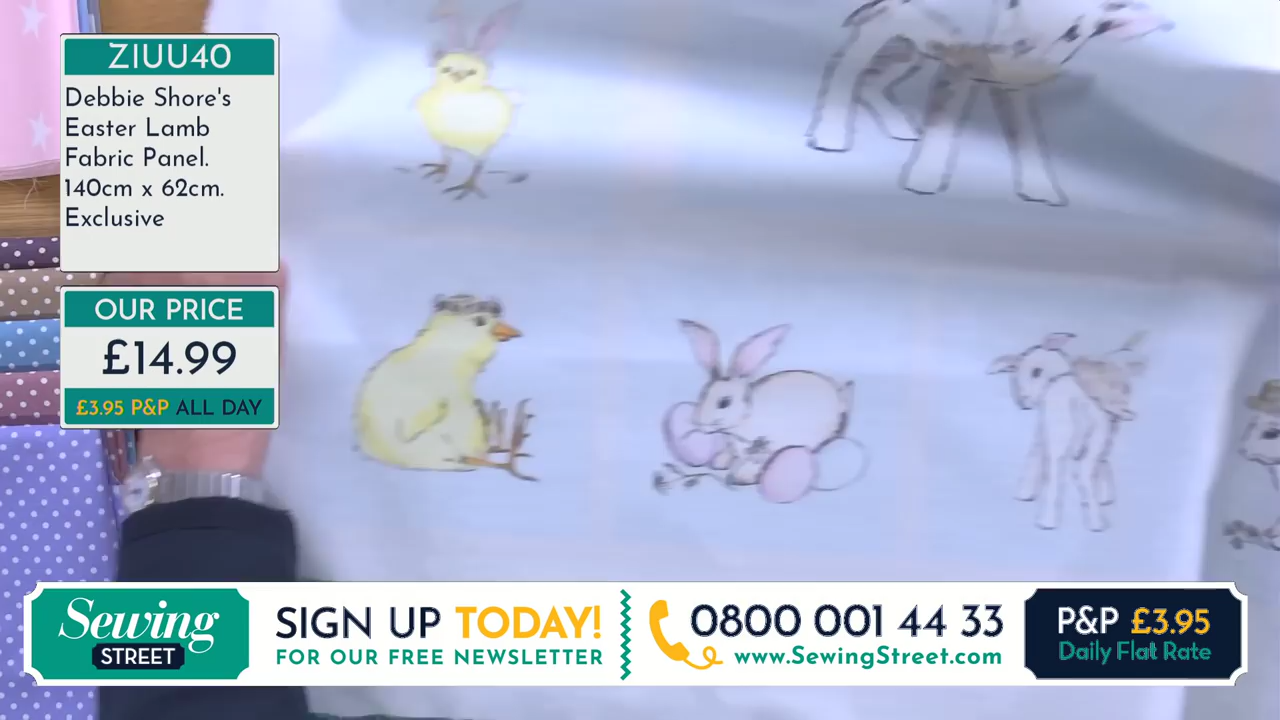 ZIUU40
Debbie Shore's
Easter Lamb
Fabric Panel.
140cm x 62cm.
Exclusive
OUR PRICE
£14.99
£3.95 P&P ALL DAY
Sewing
STREET
SIGN UP TODAY!
FOR OUR FREE NEWSLETTER
0800 001 44 33
www.SewingStreet.com
P&P £3.95
Daily Flat Rate